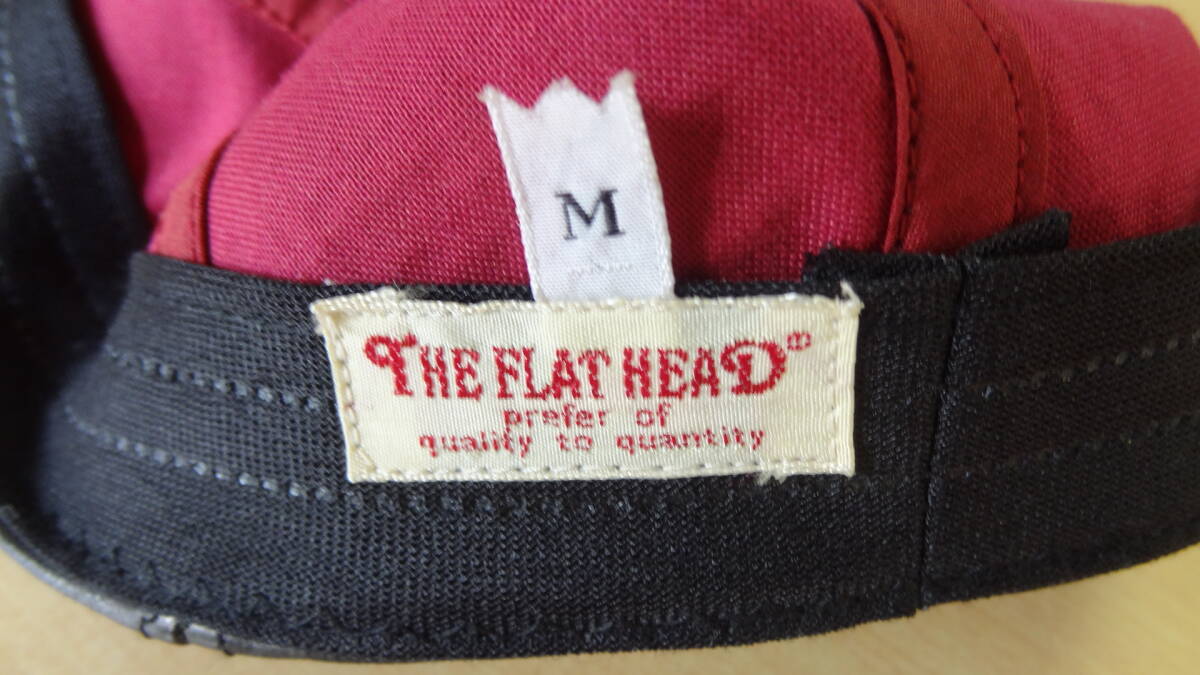 M
THE FLAT HEAD®
prefer of
quality to quantity